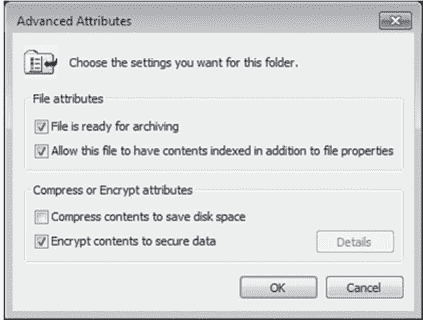 Advanced Attributes
Choose the settings you want for this folder.
File attributes
File is ready for archiving
Allow this file to have contents indexed in addition to file properties
Compress or Encrypt attributes
Compress contents to save disk space
Encrypt contents to secure data
Details
OK
Cancel